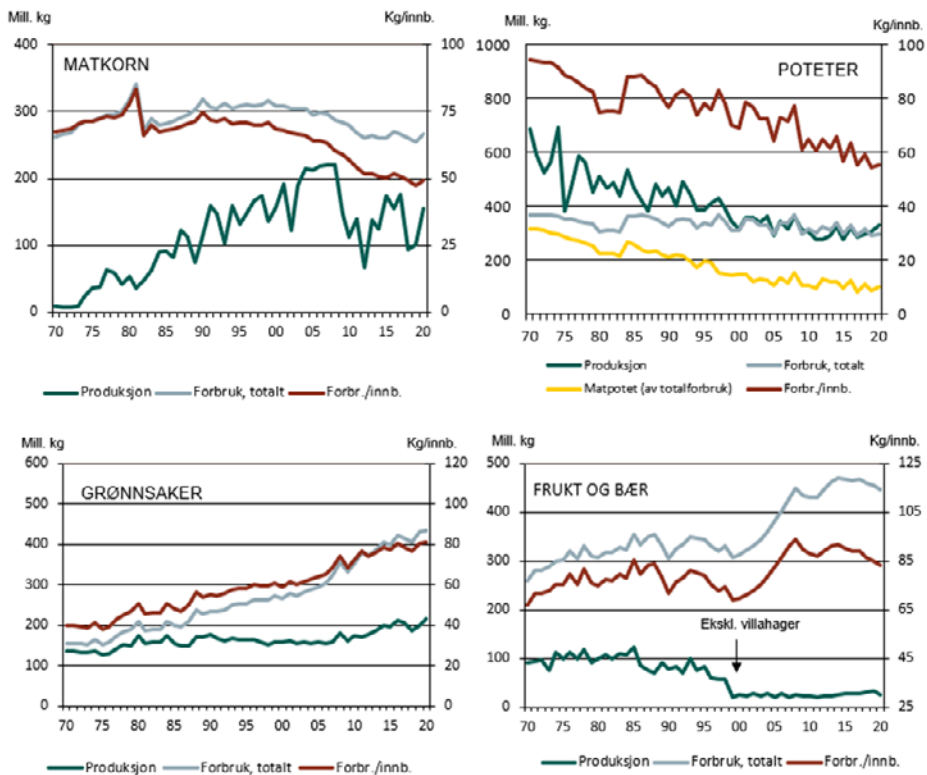 Mill. kg
Kg/innb.
MATKORN
400
300
200
100
0
100
75
50
25
0
70 75 80 85 90 95 00 05 10 15 20
Produksjon Forbruk, totalt Forbr./innb.
Mill. kg.
Kg/innb.
POTETER
1000
800
600
400
200
0
100
80
60
40
20
0
70 75 80 85 90 95 00 05 10 15 20
Produksjon Forbruk, totalt
Matpotet (av totalforbruk) Forbr./innb.
Mill. kg
Kg/innb.
GRØNNSAKER
600
500
400
300
200
100
0
120
100
80
60
40
20
0
70 75 80 85 90 95 00 05 10 15 20
Produksjon Forbruk, totalt Forbr./innb.
Mill. kg
Kg/innb.
FRUKT OG BÆR
500
400
300
200
100
0
125
105
85
65
45
25
Ekskl. villahager
70 75 80 85 90 95 00 05 10 15 20
Produksjon Forbruk, totalt Forbr./innb.